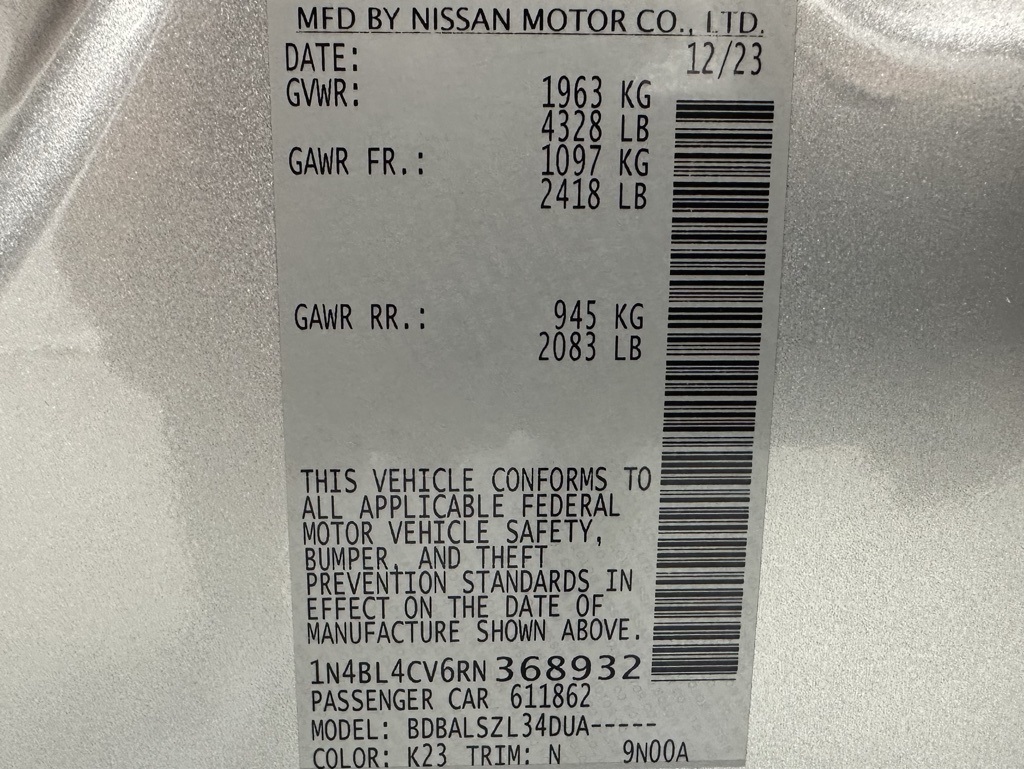 MFD BY NISSAN MOTOR CO., LTD.
DATE: 12/23
GVWR: 1963 KG
4328 LB
GAWR FR.: 1097 KG
2418 LB
GAWR RR.: 945 KG
2083 LB
THIS VEHICLE CONFORMS TO
ALL APPLICABLE FEDERAL
MOTOR VEHICLE SAFETY,
BUMPER, AND THEFT
PREVENTION STANDARDS IN
EFFECT ON THE DATE OF
MANUFACTURE SHOWN ABOVE.
1N4BL4CV6RN368932
PASSENGER CAR 611862
MODEL: BDBALSZL34DUA-----
COLOR: K23 TRIM: N 9N00A